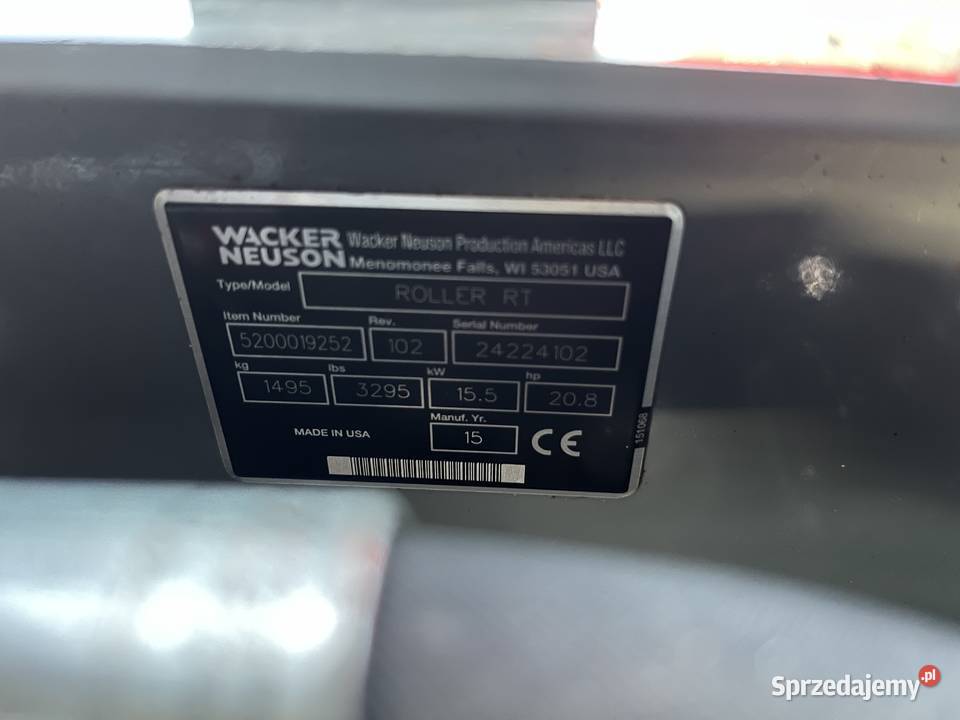 WACKER NEUSON
Wacker Neuson Production Americas LLC
Menomonee Falls, WI 53051 USA
Type/Model ROLLER RT
Item Number Rev. Serial Number
5200019252 102 24224102
kg lbs kW hp
1495 3295 15.5 20.8
Manuf. Yr.
MADE IN USA 15 CE
151068
Sprzedajemy.pl